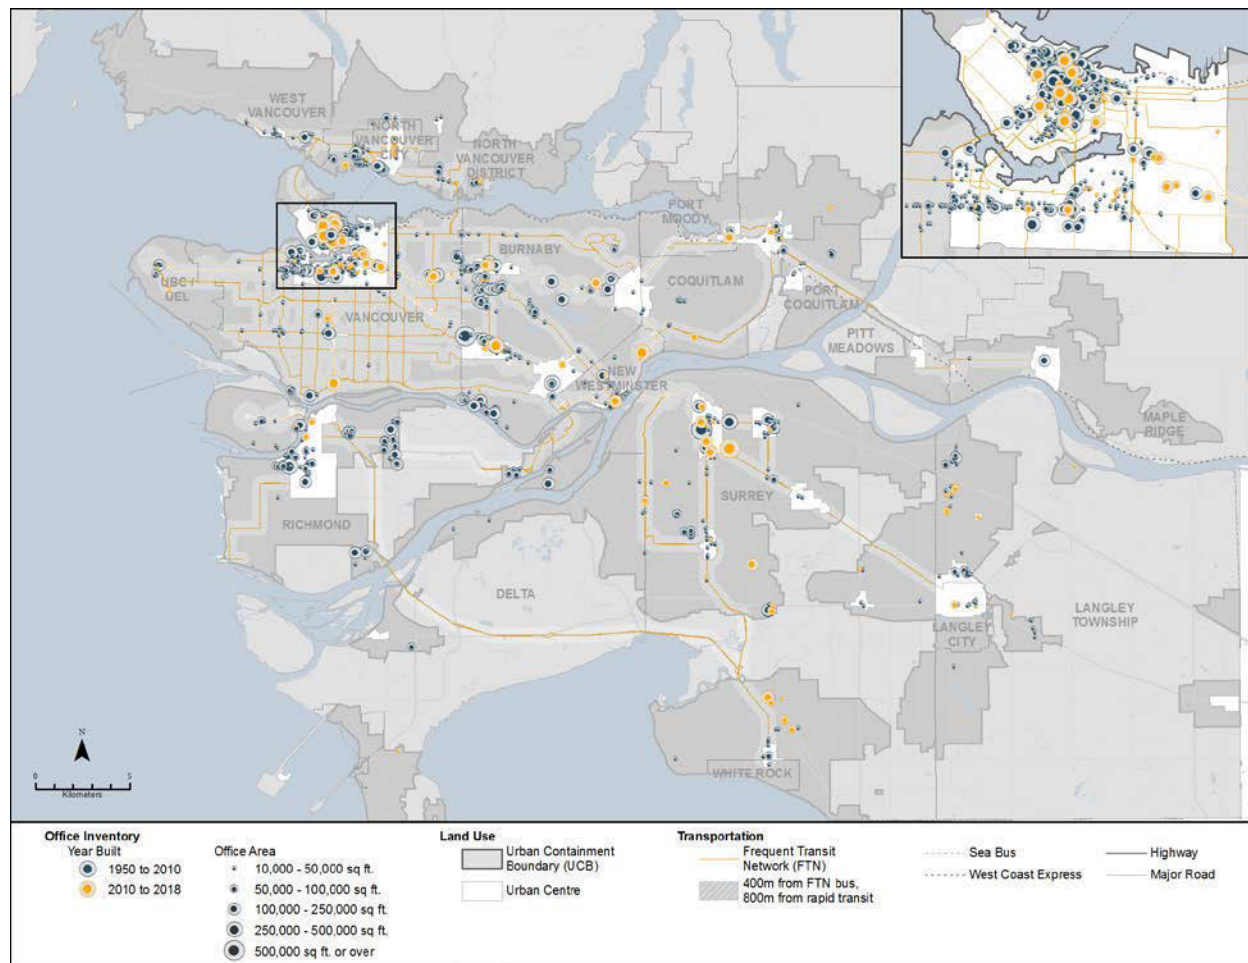 WEST
VANCOUVER
NORTH
VANCOUVER
CITY
NORTH
VANCOUVER
DISTRICT
PORT
MOODY
BURNABY
UBC /
UEL
COQUITLAM
VANCOUVER
PORT
COQUITLAM
PITT
MEADOWS
NEW
WESTMINSTER
MAPLE
RIDGE
SURREY
RICHMOND
DELTA
LANGLEY
TOWNSHIP
LANGLEY
CITY
WHITE ROCK
N
0 5
Kilometers
Office Inventory
Year Built
1950 to 2010
2010 to 2018
Office Area
10,000 - 50,000 sq ft.
50,000 - 100,000 sq ft.
100,000 - 250,000 sq ft.
250,000 - 500,000 sq ft.
500,000 sq ft. or over
Land Use
Urban Containment
Boundary (UCB)
Urban Centre
Transportation
Frequent Transit
Network (FTN)
400m from FTN bus,
800m from rapid transit
Sea Bus
West Coast Express
Highway
Major Road